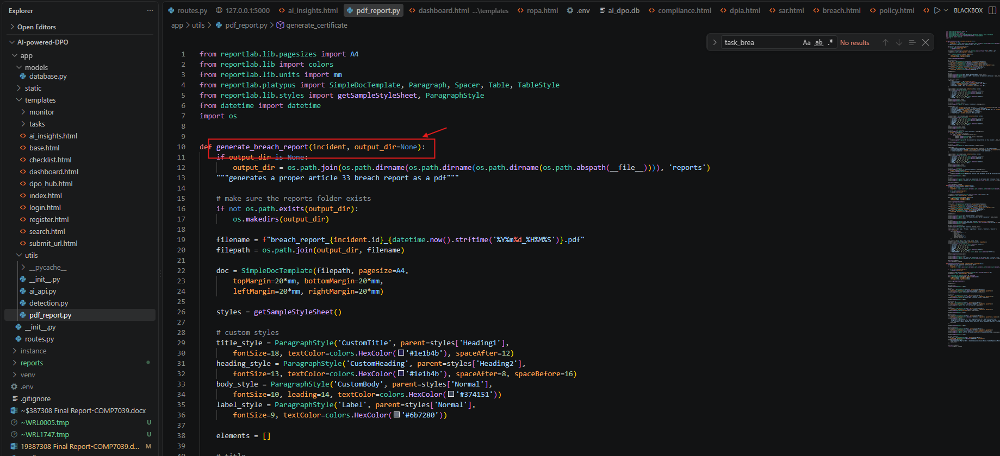 Explorer
Open Editors
AI-powered-DPO
app
models
database.py
static
templates
monitor
tasks
ai_insights.html
base.html
checklist.html
dashboard.html
dpo_hub.html
index.html
login.html
register.html
search.html
submit_url.html
utils
__pycache__
__init__.py
ai_api.py
detection.py
pdf_report.py
__init__.py
routes.py
instance
reports
venv
.env
.gitignore
~$387308 Final Report-COMP7039.docx
~WRL0005.tmp U
~WRL1747.tmp U
19387308 Final Report-COMP7039.d... M
routes.py 127.0.0.1:5000 ai_insights.html pdf_report.py dashboard.html ...\templates ropa.html .env ai_dpo.db compliance.html dpia.html sar.html breach.html policy.html BLACKBOX
app > utils > pdf_report.py > generate_certificate
task_brea Aa ab .* No results
1 from reportlab.lib.pagesizes import A4
2 from reportlab.lib import colors
3 from reportlab.lib.units import mm
4 from reportlab.platypus import SimpleDocTemplate, Paragraph, Spacer, Table, TableStyle
5 from reportlab.lib.styles import getSampleStyleSheet, ParagraphStyle
6 from datetime import datetime
7 import os
8
9
10 def generate_breach_report(incident, output_dir=None):
11 if output_dir is None:
12 output_dir = os.path.join(os.path.dirname(os.path.dirname(os.path.dirname(os.path.abspath(__file__)))), 'reports')
13 """generates a proper article 33 breach report as a pdf"""
14
15 # make sure the reports folder exists
16 if not os.path.exists(output_dir):
17 os.makedirs(output_dir)
18
19 filename = f"breach_report_{incident.id}_{datetime.now().strftime('%Y%m%d_%H%M%S')}.pdf"
20 filepath = os.path.join(output_dir, filename)
21
22 doc = SimpleDocTemplate(filepath, pagesize=A4,
23 topMargin=20*mm, bottomMargin=20*mm,
24 leftMargin=20*mm, rightMargin=20*mm)
25
26 styles = getSampleStyleSheet()
27
28 # custom styles
29 title_style = ParagraphStyle('CustomTitle', parent=styles['Heading1'],
30 fontSize=18, textColor=colors.HexColor('#1e1b4b'), spaceAfter=12)
31 heading_style = ParagraphStyle('CustomHeading', parent=styles['Heading2'],
32 fontSize=13, textColor=colors.HexColor('#1e1b4b'), spaceAfter=8, spaceBefore=16)
33 body_style = ParagraphStyle('CustomBody', parent=styles['Normal'],
34 fontSize=10, leading=14, textColor=colors.HexColor('#374151'))
35 label_style = ParagraphStyle('Label', parent=styles['Normal'],
36 fontSize=9, textColor=colors.HexColor('#6b7280'))
37
38 elements = []
39
40 # title